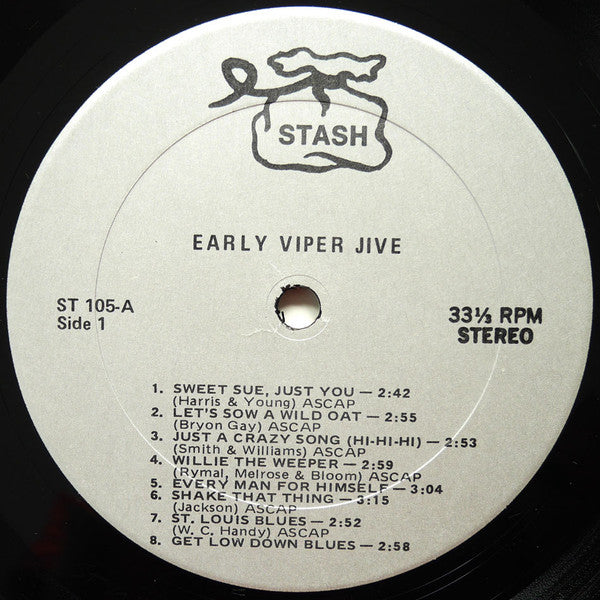 STASH
EARLY VIPER JIVE
ST 105-A
Side 1
33⅓ RPM
STEREO
1. SWEET SUE, JUST YOU — 2:42
(Harris & Young) ASCAP
2. LET'S SOW A WILD OAT — 2:55
(Bryon Gay) ASCAP
3. JUST A CRAZY SONG (HI-HI-HI) — 2:53
(Smith & Williams) ASCAP
4. WILLIE THE WEEPER — 2:59
(Rymal, Melrose & Bloom) ASCAP
5. EVERY MAN FOR HIMSELF — 3:04
6. SHAKE THAT THING — 3:15
(Jackson) ASCAP
7. ST. LOUIS BLUES — 2:52
(W. C. Handy) ASCAP
8. GET LOW DOWN BLUES — 2:58